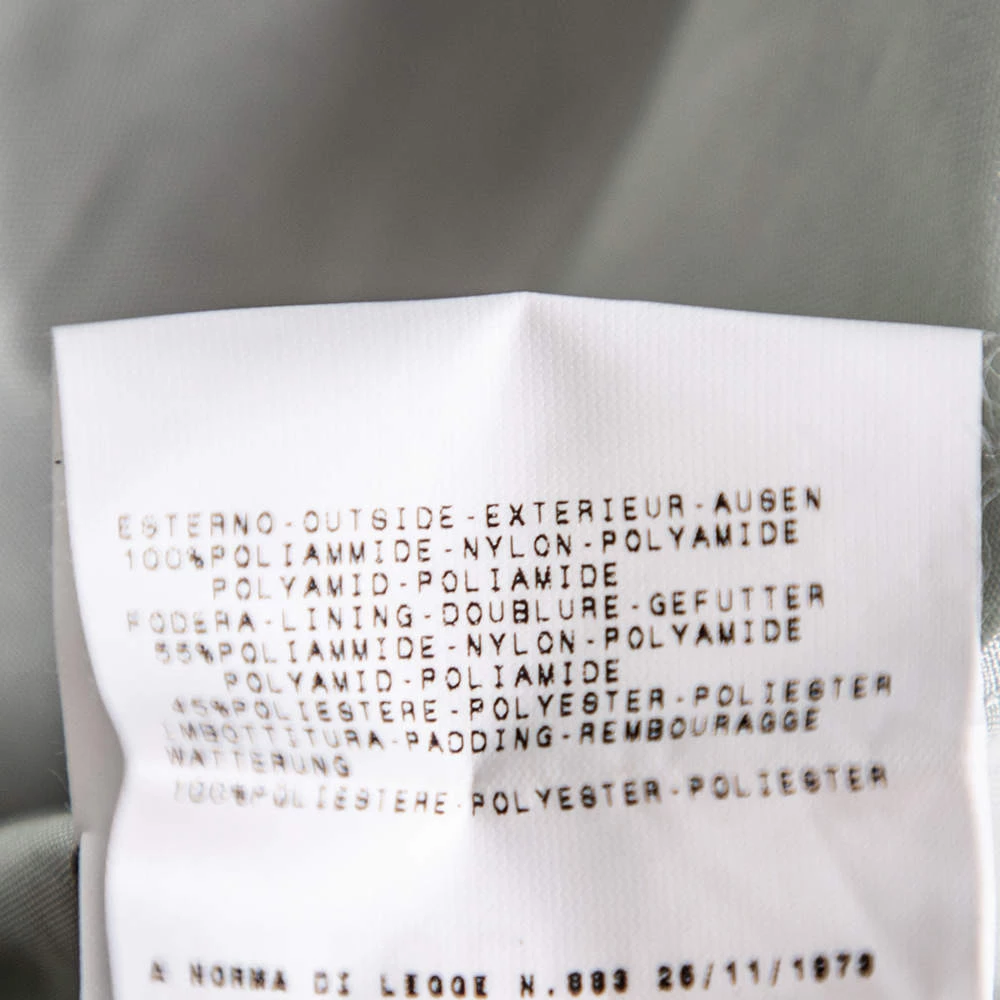 ESTERNO-OUTSIDE-EXTERIEUR-AUSEN
100%POLIAMMIDE-NYLON-POLYAMIDE
POLYAMID-POLIAMIDE
FODERA-LINING-DOUBLURE-GEFUTTER
55%POLIAMMIDE-NYLON-POLYAMIDE
POLYAMID-POLIAMIDE
45%POLIESTERE-POLYESTER-POLIESTER
IMBOTTITURA-PADDING-REMBOURAGGE
WATTERUNG
100%POLIESTERE-POLYESTER-POLIESTER
A NORMA DI LEGGE N.883 26/11/1973